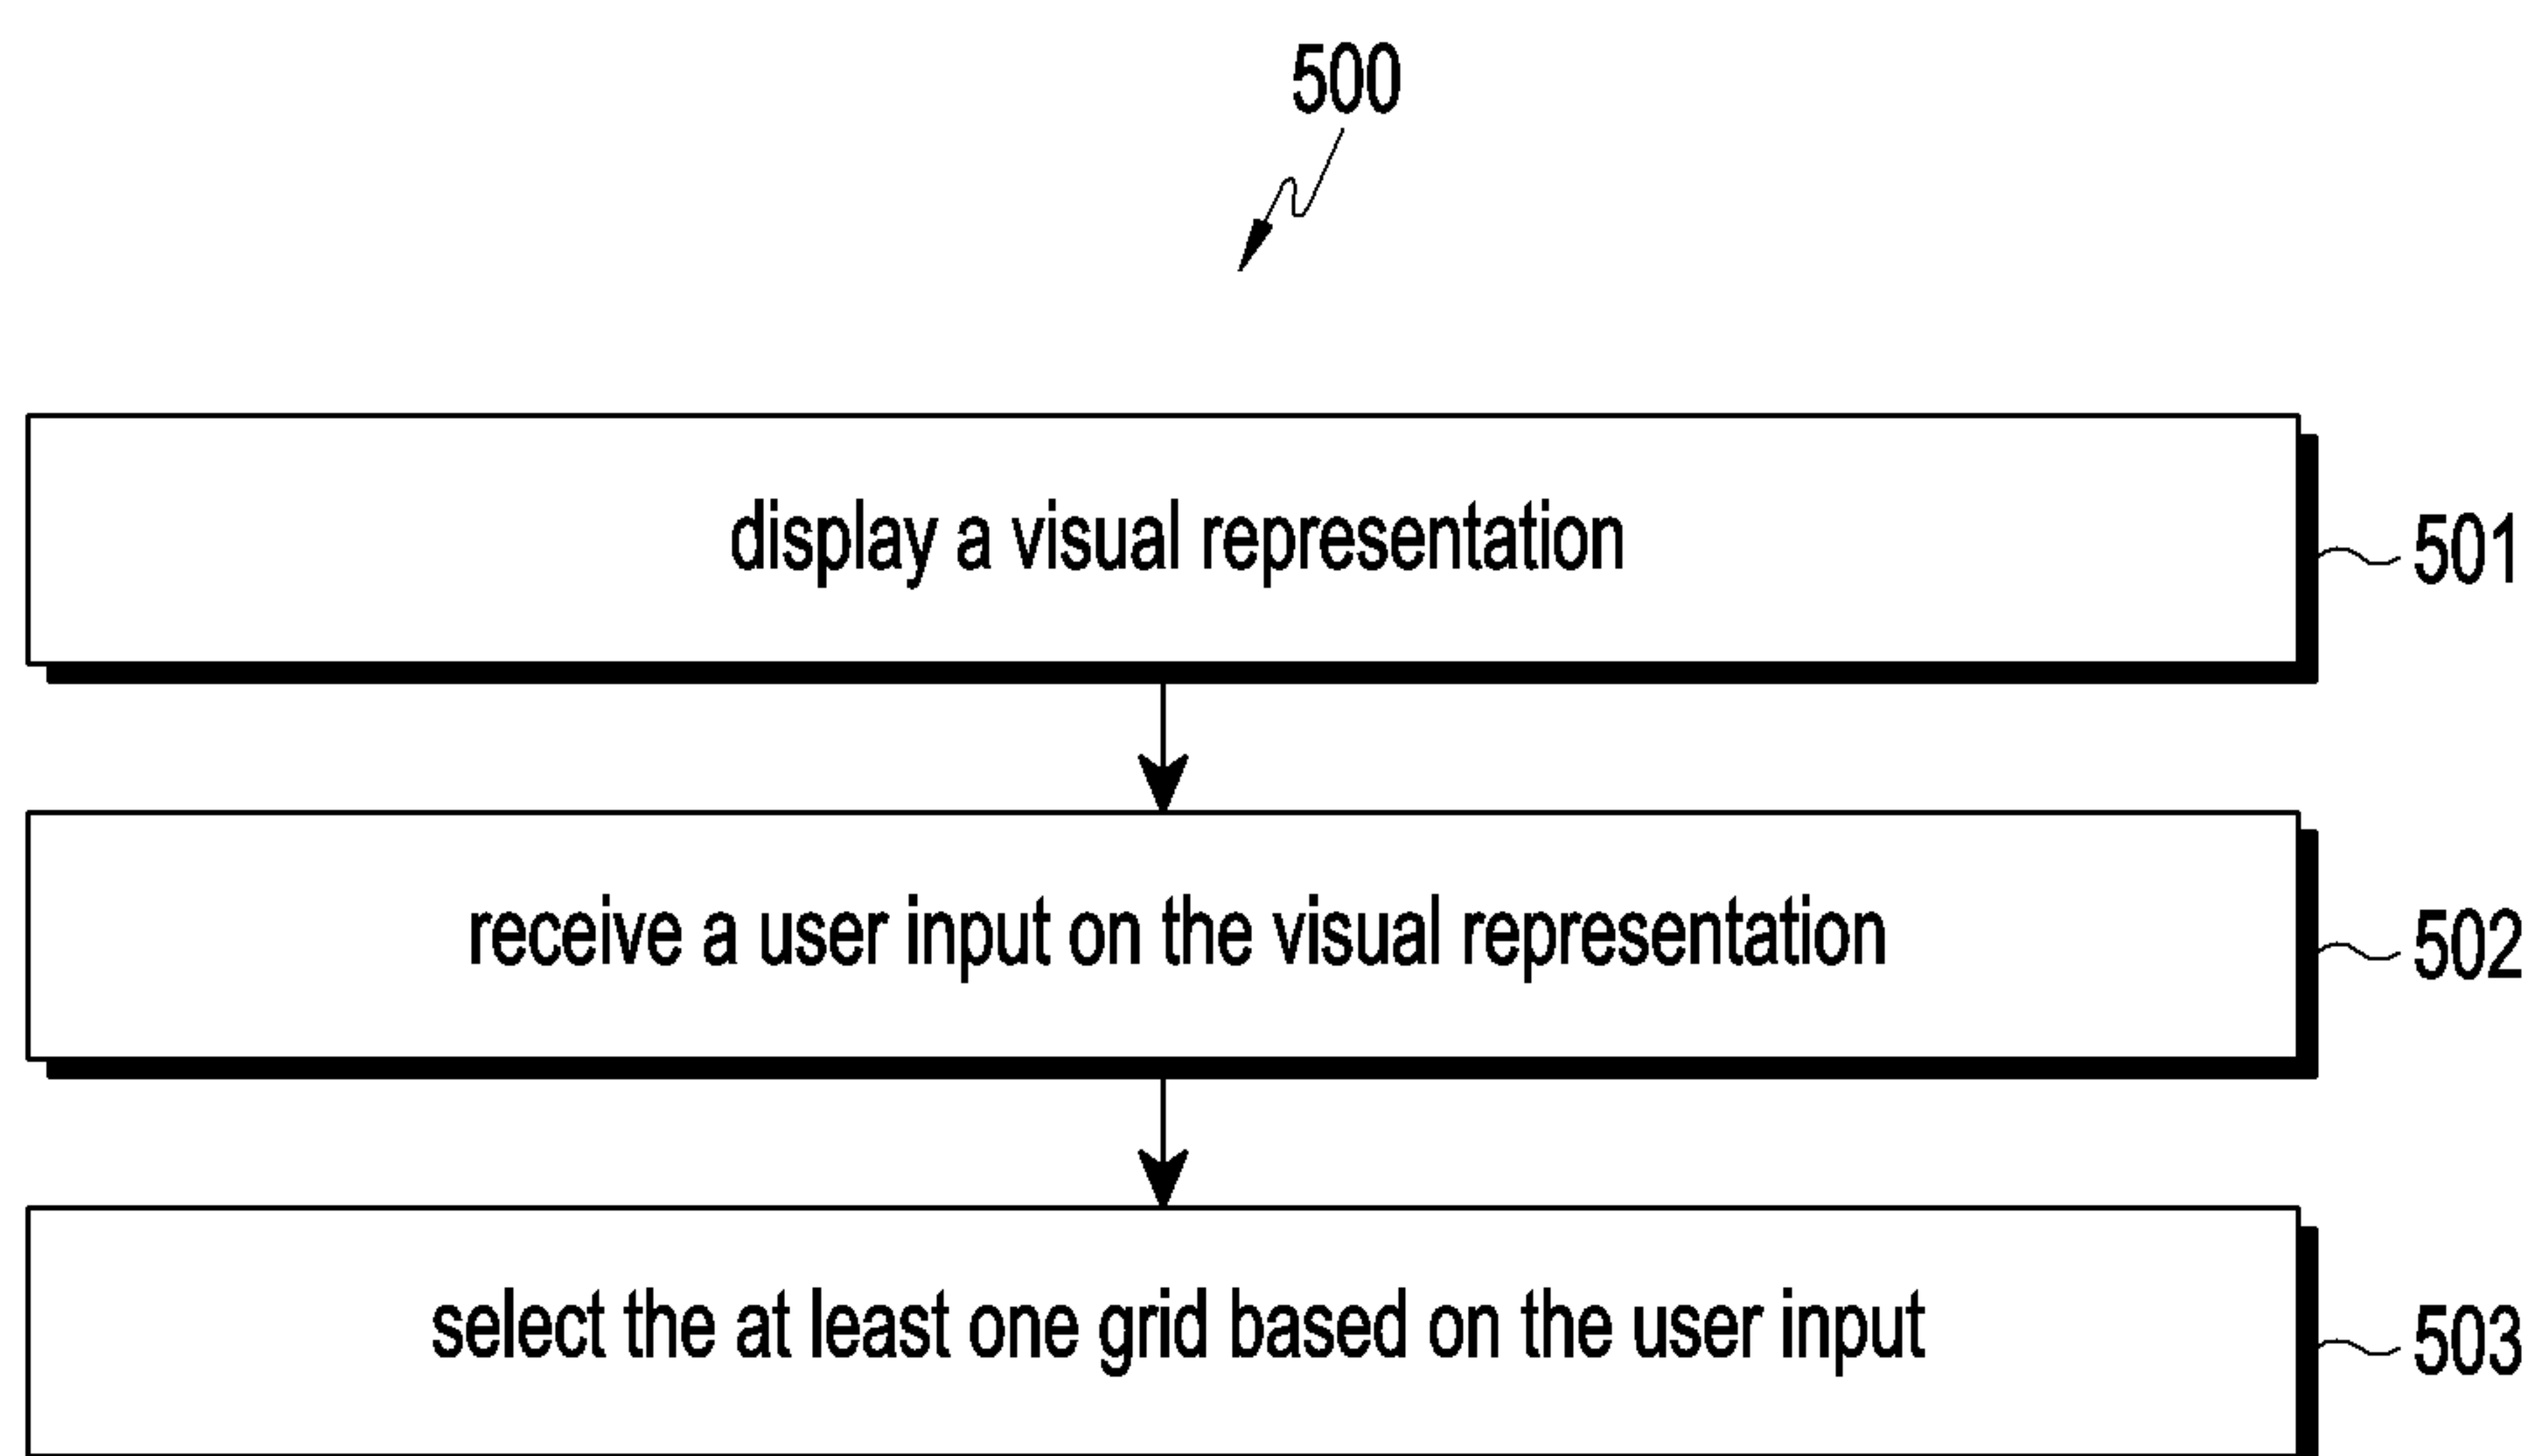 500
display a visual representation
501
receive a user input on the visual representation
502
select the at least one grid based on the user input
503